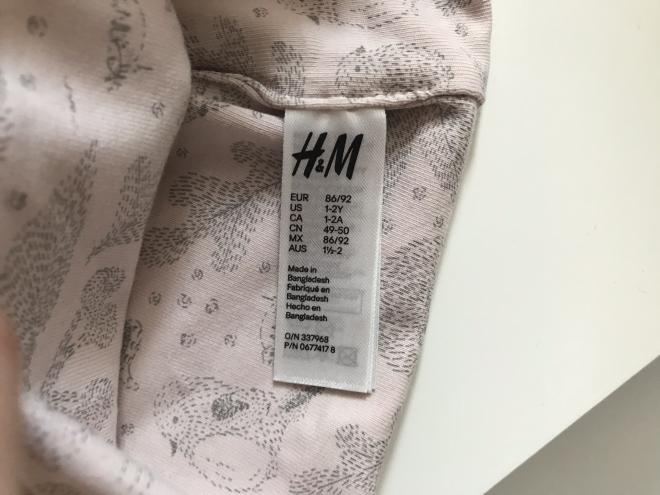 H&M
EUR 86/92
US 1-2Y
CA 1-2A
CN 49-50
MX 86/92
AUS 1½-2
Made in
Bangladesh
Fabriqué en
Bangladesh
Hecho en
Bangladesh
O/N 337968
P/N 0677417 8